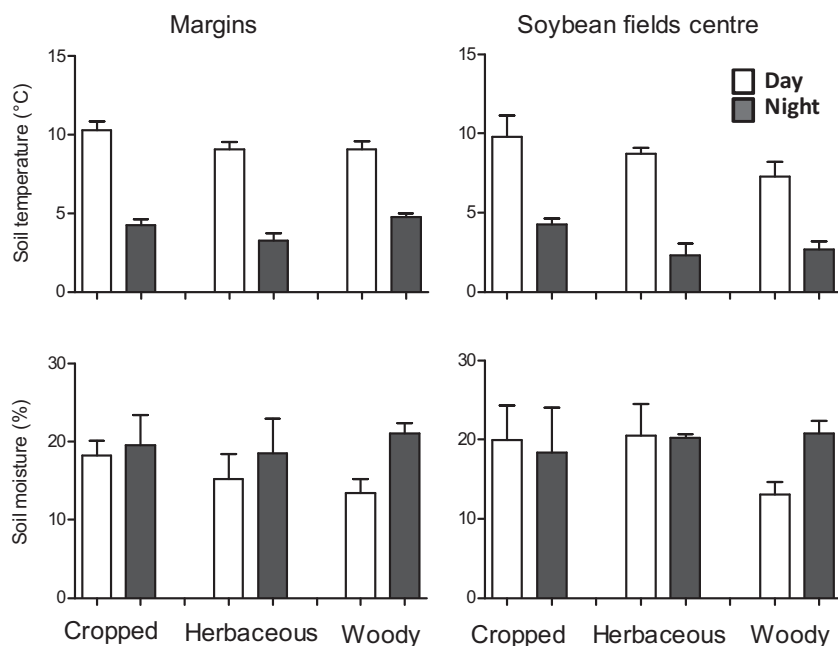 Margins
Soybean fields centre
Soil temperature (°C)
15
10
5
0
15
10
5
0
Day
Night
Soil moisture (%)
30
20
10
0
30
20
10
0
Cropped Herbaceous Woody
Cropped Herbaceous Woody